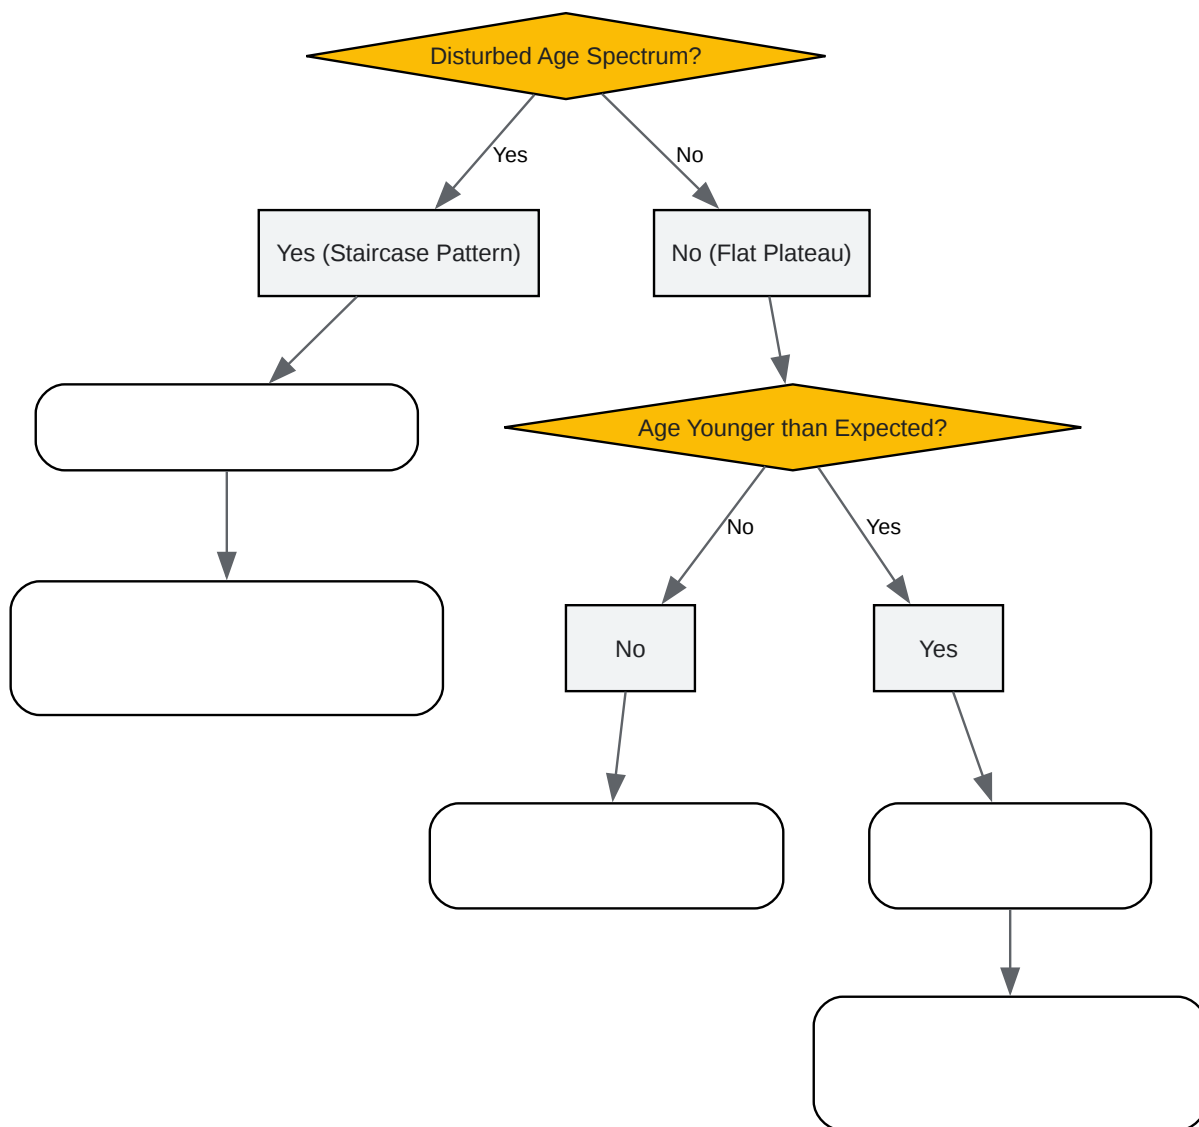 Disturbed Age Spectrum?
Yes
No
Yes (Staircase Pattern)
No (Flat Plateau)
Age Younger than Expected?
No
Yes
No
Yes